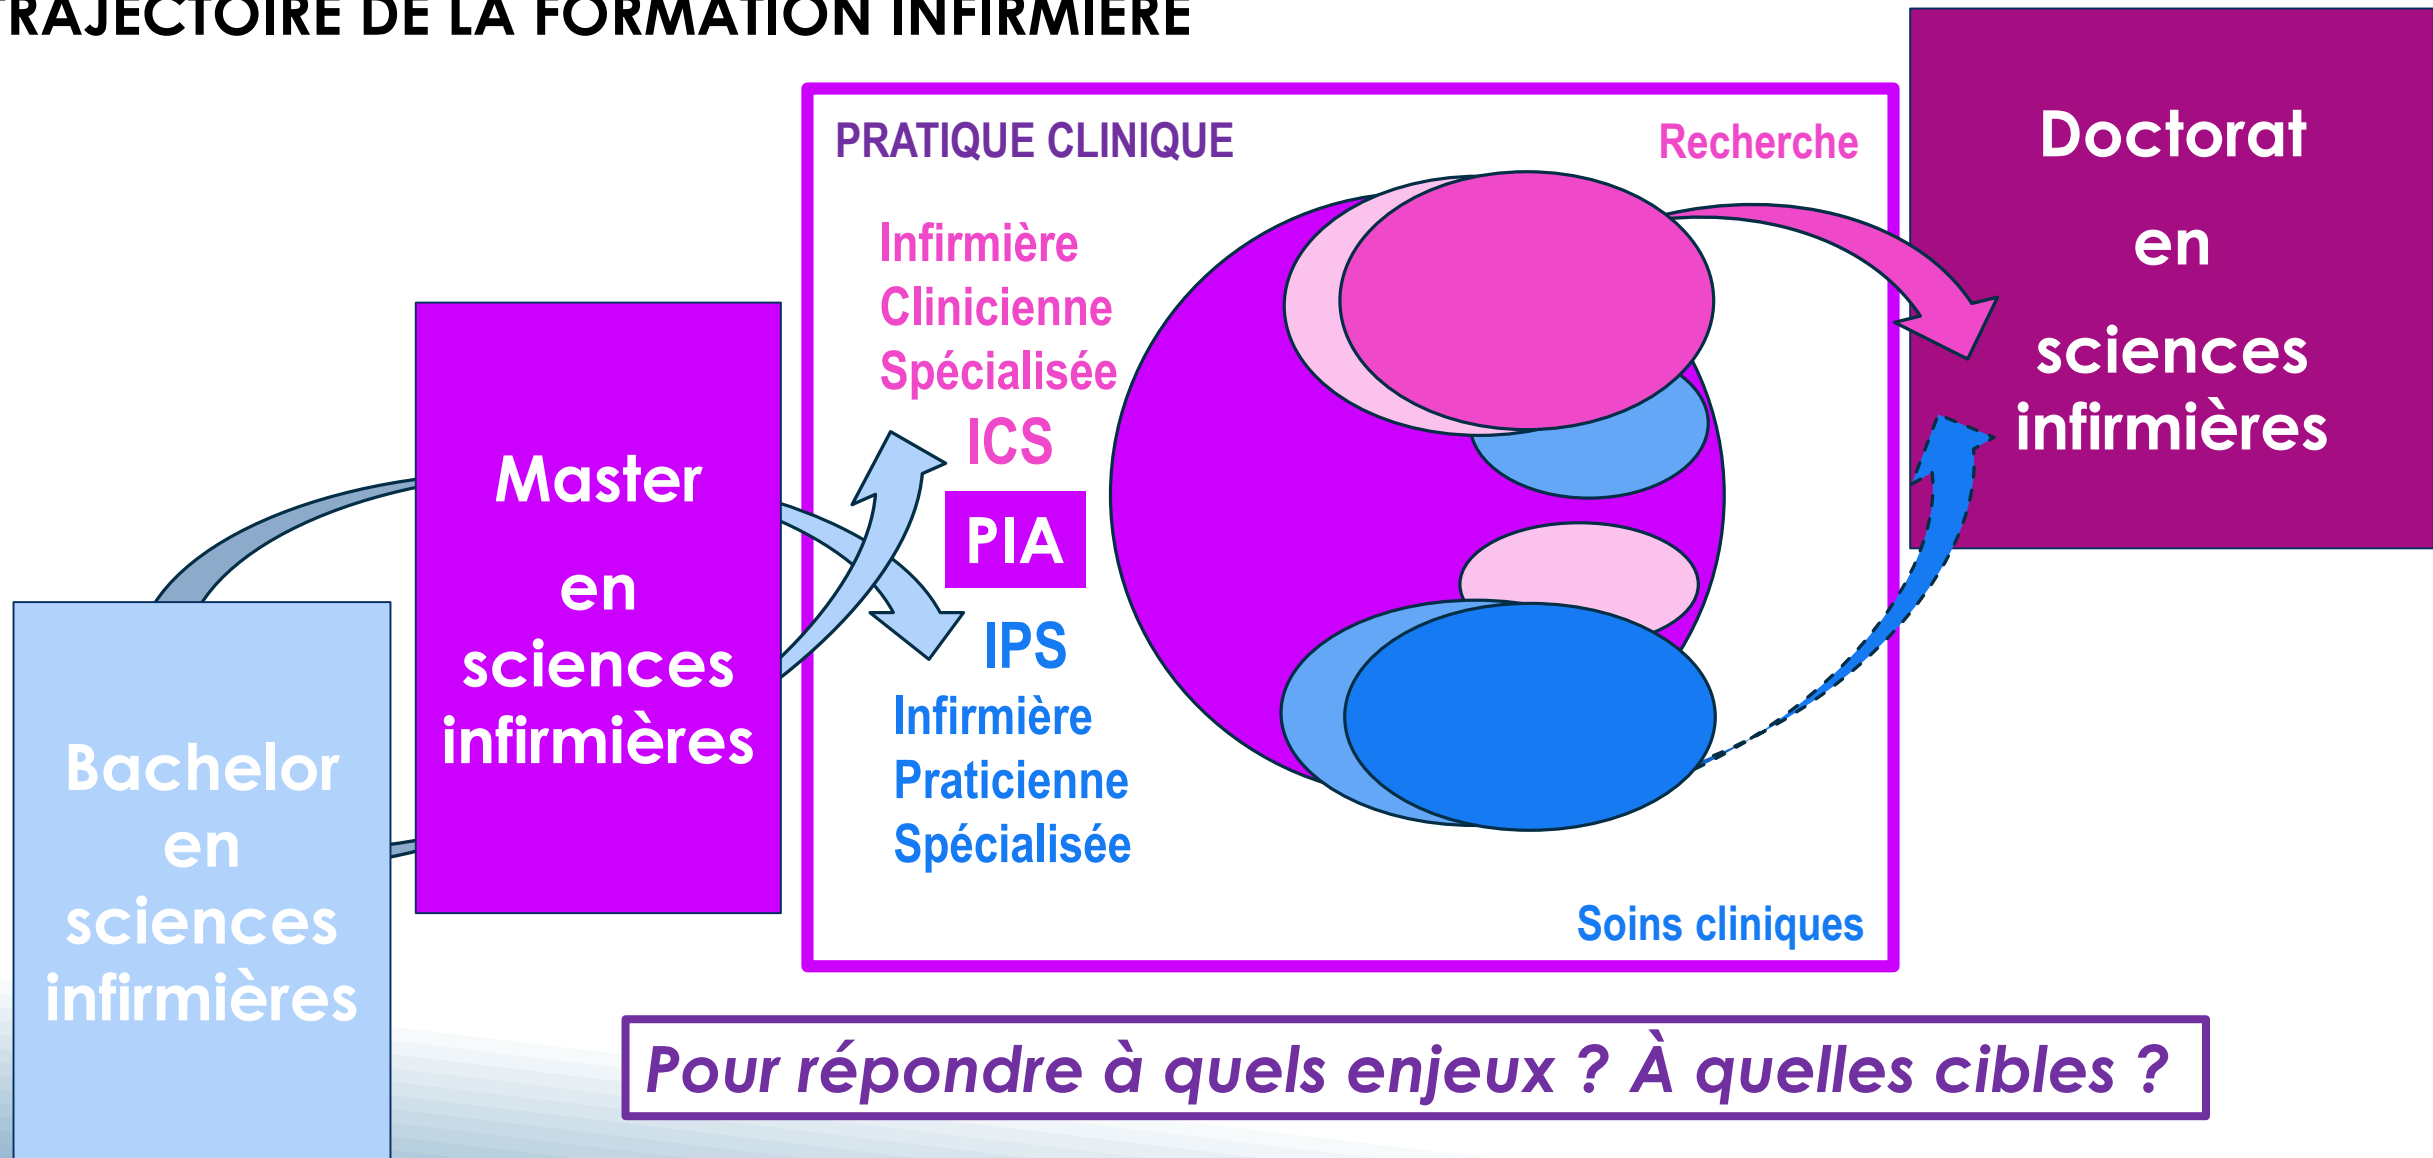 TRAJECTOIRE DE LA FORMATION INFIRMIÈRE
Bachelor
en
sciences
infirmières
Master
en
sciences
infirmières
PRATIQUE CLINIQUE
Recherche
Infirmière
Clinicienne
Spécialisée
ICS
PIA
IPS
Infirmière
Praticienne
Spécialisée
Soins cliniques
Doctorat
en
sciences
infirmières
Pour répondre à quels enjeux ? À quelles cibles ?